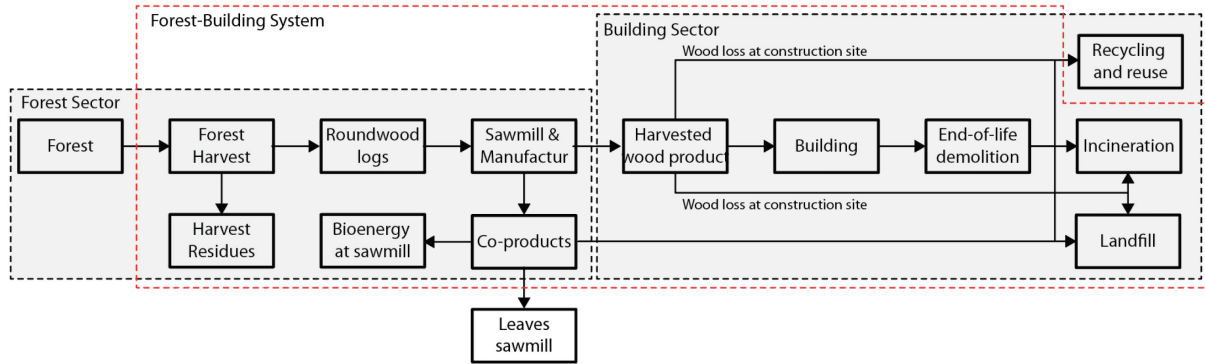 Forest-Building System
Building Sector
Wood loss at construction site
Recycling
and reuse
Forest Sector
Forest
Forest
Harvest
Roundwood
logs
Sawmill &
Manufactur
Harvested
wood product
Building
End-of-life
demolition
Incineration
Wood loss at construction site
Harvest
Residues
Bioenergy
at sawmill
Co-products
Landfill
Leaves
sawmill